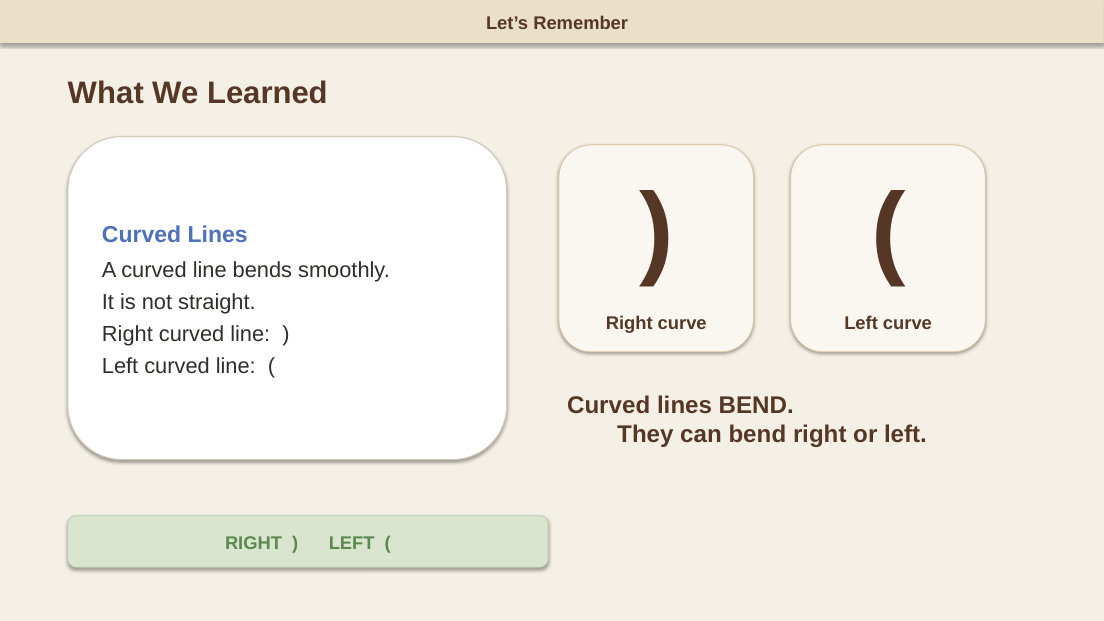 Let’s Remember
What We Learned
Curved Lines
A curved line bends smoothly.
It is not straight.
Right curved line:  )
Left curved line:  (
)
Right curve
(
Left curve
Curved lines BEND.
They can bend right or left.
RIGHT  )      LEFT  (